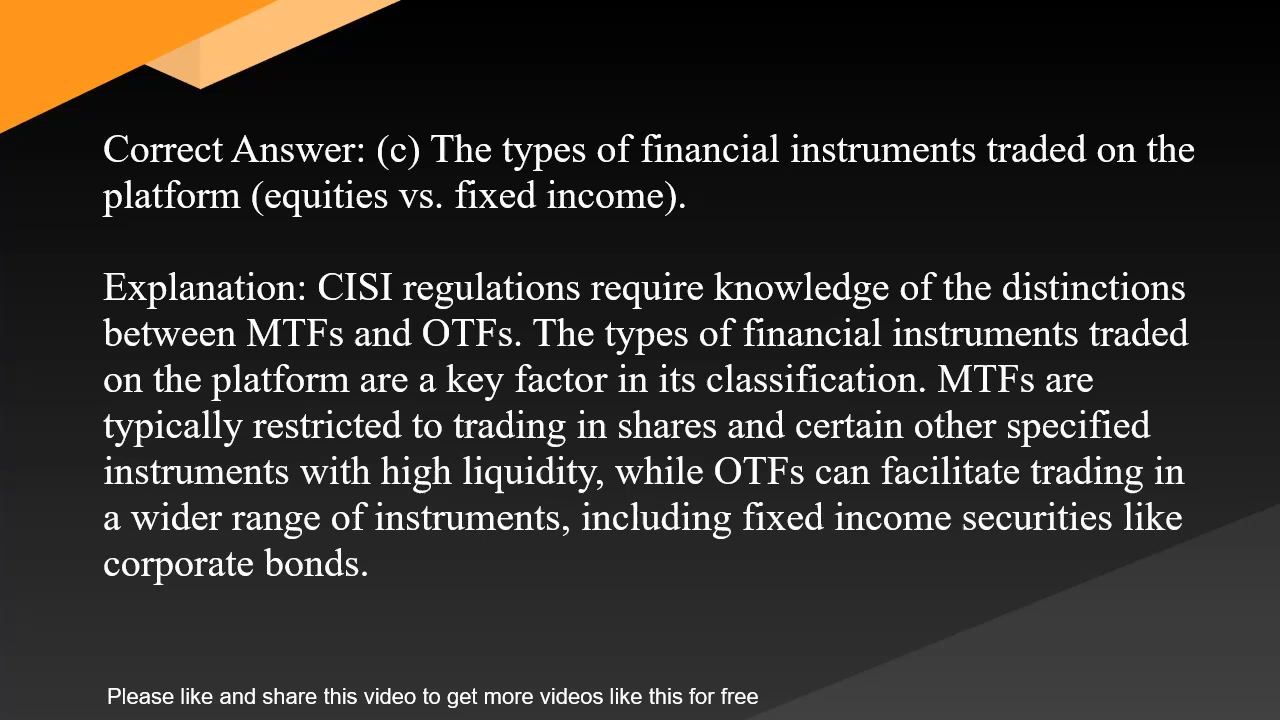 Correct Answer: (c) The types of financial instruments traded on the
platform (equities vs. fixed income).
Explanation: CISI regulations require knowledge of the distinctions
between MTFs and OTFs. The types of financial instruments traded
on the platform are a key factor in its classification. MTFs are
typically restricted to trading in shares and certain other specified
instruments with high liquidity, while OTFs can facilitate trading in
a wider range of instruments, including fixed income securities like
corporate bonds.
Please like and share this video to get more videos like this for free